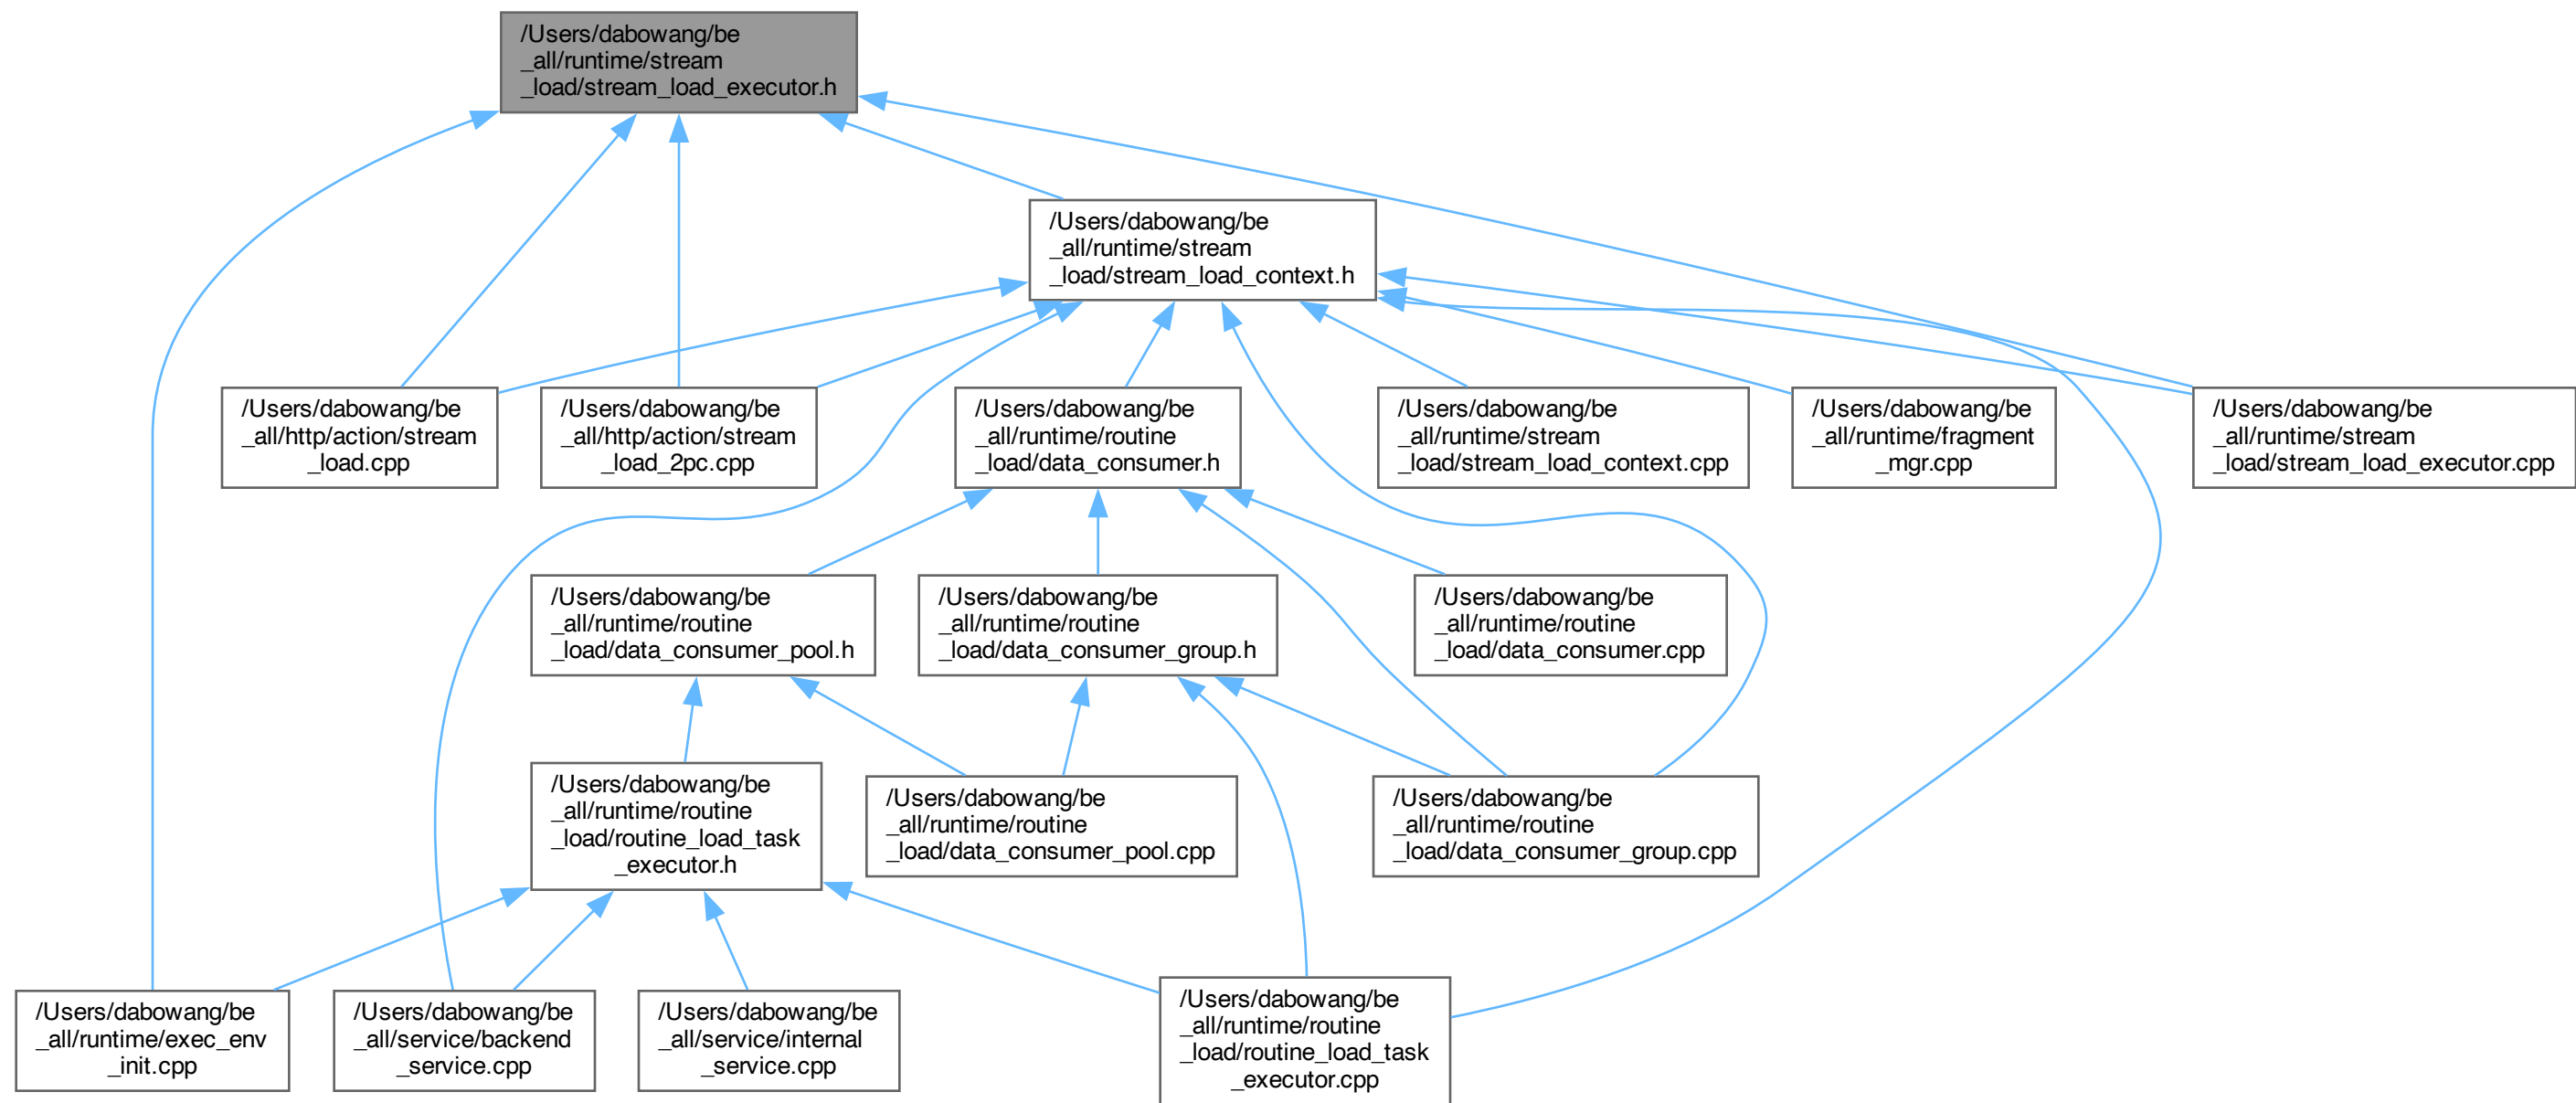 /Users/dabowang/be
_all/runtime/stream
_load/stream_load_executor.h
/Users/dabowang/be
_all/runtime/stream
_load/stream_load_context.h
/Users/dabowang/be
_all/http/action/stream
_load.cpp
/Users/dabowang/be
_all/http/action/stream
_load_2pc.cpp
/Users/dabowang/be
_all/runtime/routine
_load/data_consumer.h
/Users/dabowang/be
_all/runtime/stream
_load/stream_load_context.cpp
/Users/dabowang/be
_all/runtime/fragment
_mgr.cpp
/Users/dabowang/be
_all/runtime/stream
_load/stream_load_executor.cpp
/Users/dabowang/be
_all/runtime/routine
_load/data_consumer_pool.h
/Users/dabowang/be
_all/runtime/routine
_load/data_consumer_group.h
/Users/dabowang/be
_all/runtime/routine
_load/data_consumer.cpp
/Users/dabowang/be
_all/runtime/routine
_load/routine_load_task
_executor.h
/Users/dabowang/be
_all/runtime/routine
_load/data_consumer_pool.cpp
/Users/dabowang/be
_all/runtime/routine
_load/data_consumer_group.cpp
/Users/dabowang/be
_all/runtime/exec_env
_init.cpp
/Users/dabowang/be
_all/service/backend
_service.cpp
/Users/dabowang/be
_all/service/internal
_service.cpp
/Users/dabowang/be
_all/runtime/routine
_load/routine_load_task
_executor.cpp